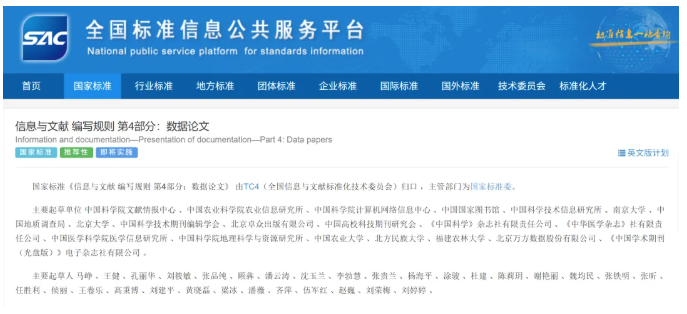 SAC
全国标准信息公共服务平台
National public service platform for standards information
标准信息一站查询
首页 国家标准 行业标准 地方标准 团体标准 企业标准 国际标准 国外标准 技术委员会 标准化人才
信息与文献 编写规则 第4部分：数据论文
Information and documentation—Presentation of documentation—Part 4: Data papers
国家标准 推荐性 即将实施
英文版计划
国家标准《信息与文献 编写规则 第4部分：数据论文》 由TC4（全国信息与文献标准化技术委员会）归口 ，主管部门为国家标准委。
主要起草单位 中国科学院文献情报中心 、中国农业科学院农业信息研究所 、中国科学院计算机网络信息中心 、中国国家图书馆 、中国科学技术信息研究所 、南京大学 、中
国地质调查局 、北京大学 、中国科学技术期刊编辑学会 、北京卓众出版有限公司 、中国高校科技期刊研究会 、《中国科学》杂志社有限责任公司 、《中华医学杂志》社有限责
任公司 、中国医学科学院医学信息研究所 、中国科学院地理科学与资源研究所 、中国农业大学 、北方民族大学 、福建农林大学 、北京万方数据股份有限公司 、《中国学术期刊
（光盘版）》电子杂志社有限公司 。
主要起草人 马峥 、王健 、孔丽华 、刘筱敏 、张品纯 、顾犇 、潘云涛 、沈玉兰 、李勃慧 、张贵兰 、杨海平 、涂骏 、杜建 、陈莉玥 、谢艳丽 、魏均民 、张铁明 、张昕 、
任胜利 、侯丽 、王卷乐 、高秉博 、刘建平 、黄晓磊 、梁冰 、潘薇 、齐萍 、伍军红 、赵巍 、刘荣梅 、刘婷婷 。